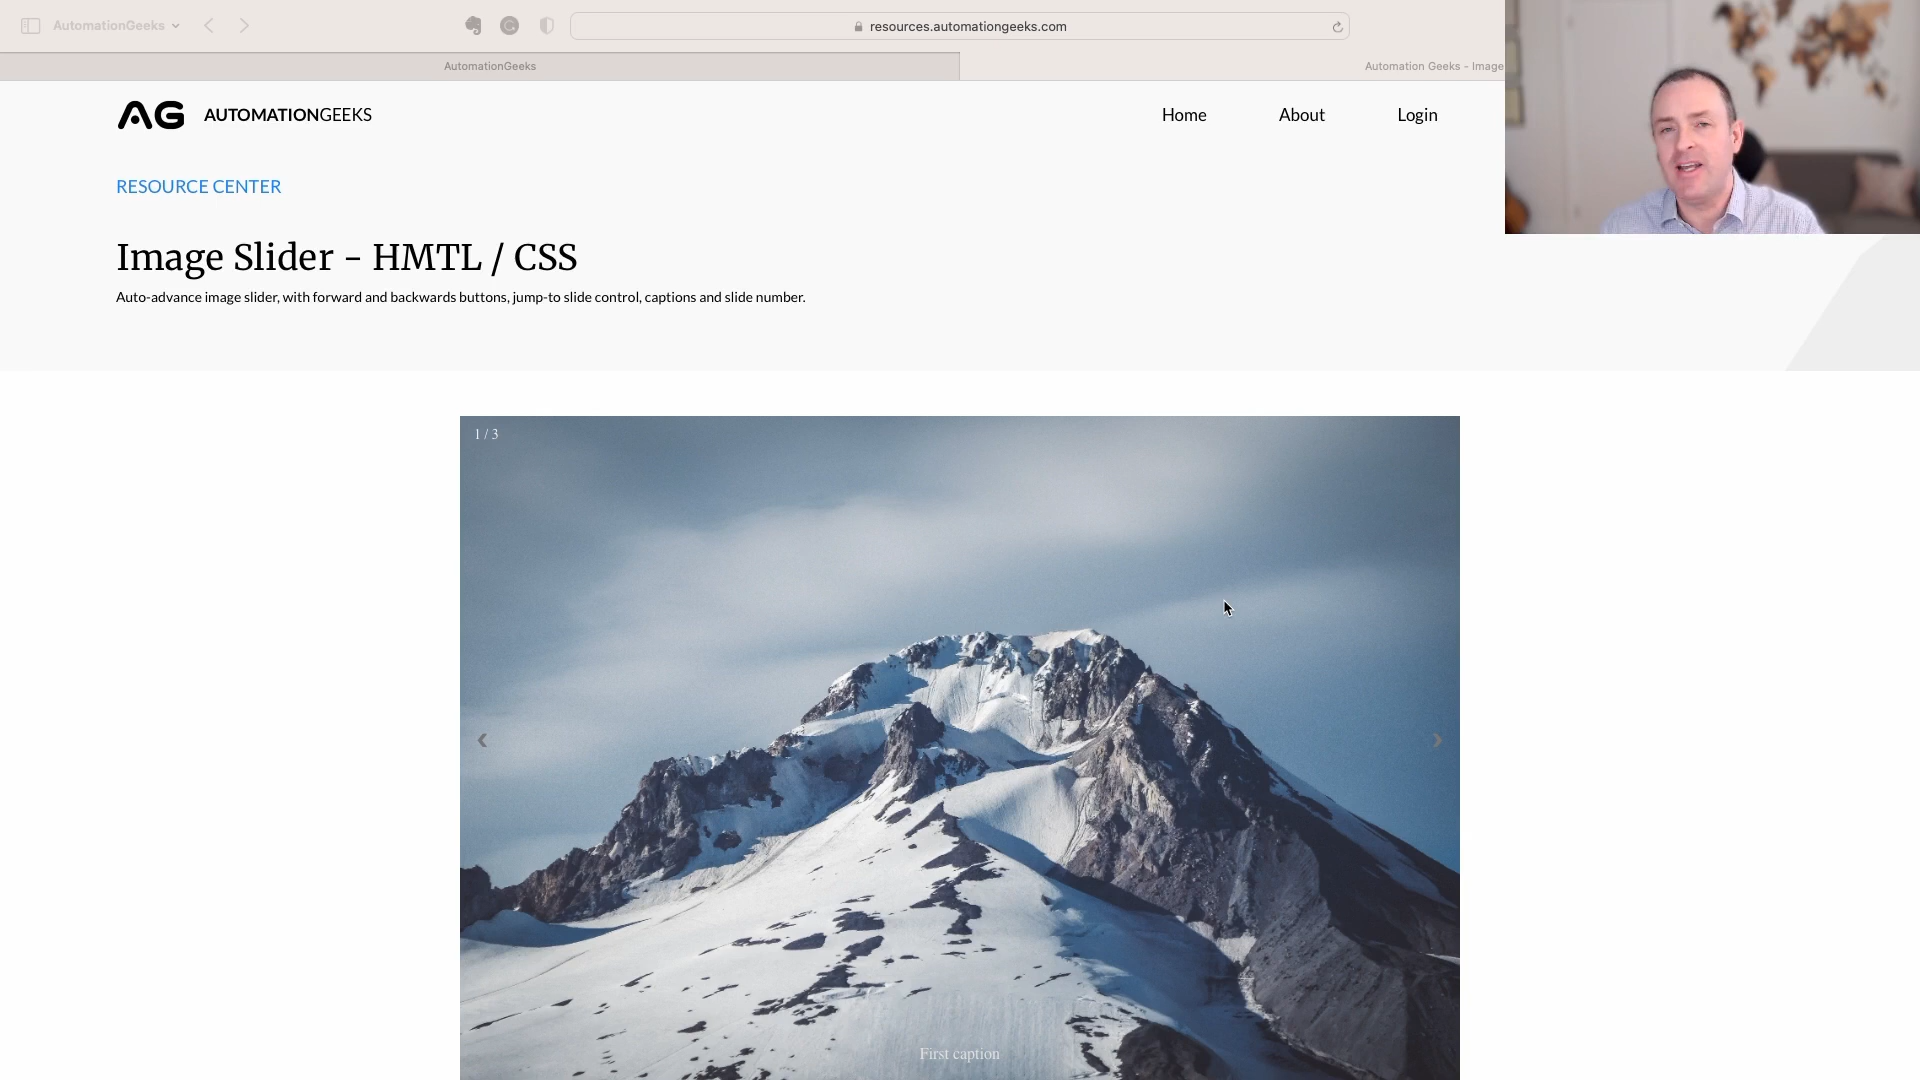 AutomationGeeks
resources.automationgeeks.com
AutomationGeeks
Automation Geeks - Image
AG AUTOMATIONGEEKS
Home
About
Login
RESOURCE CENTER
Image Slider - HMTL / CSS
Auto-advance image slider, with forward and backwards buttons, jump-to slide control, captions and slide number.
1 / 3
First caption